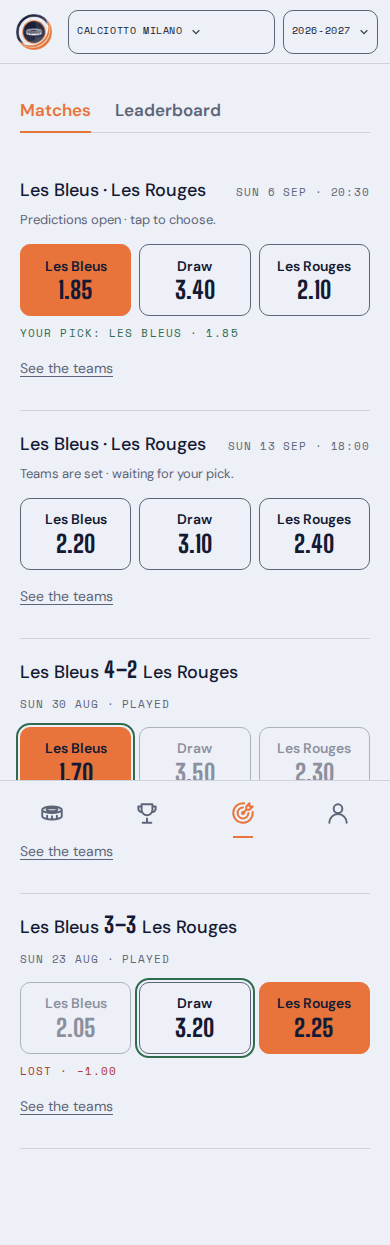 CALCIOTTO MILANO
2026-2027
Matches
Leaderboard
Les Bleus · Les Rouges
SUN 6 SEP · 20:30
Predictions open · tap to choose.
Les Bleus
1.85
Draw
3.40
Les Rouges
2.10
YOUR PICK: LES BLEUS · 1.85
See the teams
Les Bleus · Les Rouges
SUN 13 SEP · 18:00
Teams are set · waiting for your pick.
Les Bleus
2.20
Draw
3.10
Les Rouges
2.40
See the teams
Les Bleus 4–2 Les Rouges
SUN 30 AUG · PLAYED
Les Bleus
1.70
Draw
3.50
Les Rouges
2.30
See the teams
Les Bleus 3–3 Les Rouges
SUN 23 AUG · PLAYED
Les Bleus
2.05
Draw
3.20
Les Rouges
2.25
LOST · −1.00
See the teams